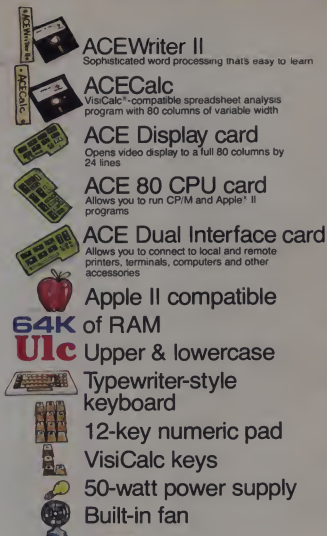 ACEWriter II
ACEWriter II
Sophisticated word processing that's easy to learn
ACECalc
ACECalc
VisiCalc*-compatible spreadsheet analysis
program with 80 columns of variable width
ACE Display card
Opens video display to a full 80 columns by
24 lines
ACE 80 CPU card
Allows you to run CP/M and Apple* II
programs
ACE Dual Interface card
Allows you to connect to local and remote
printers, terminals, computers and other
accessories
Apple II compatible
64K of RAM
Ulc Upper & lowercase
Typewriter-style
keyboard
12-key numeric pad
VisiCalc keys
50-watt power supply
Built-in fan